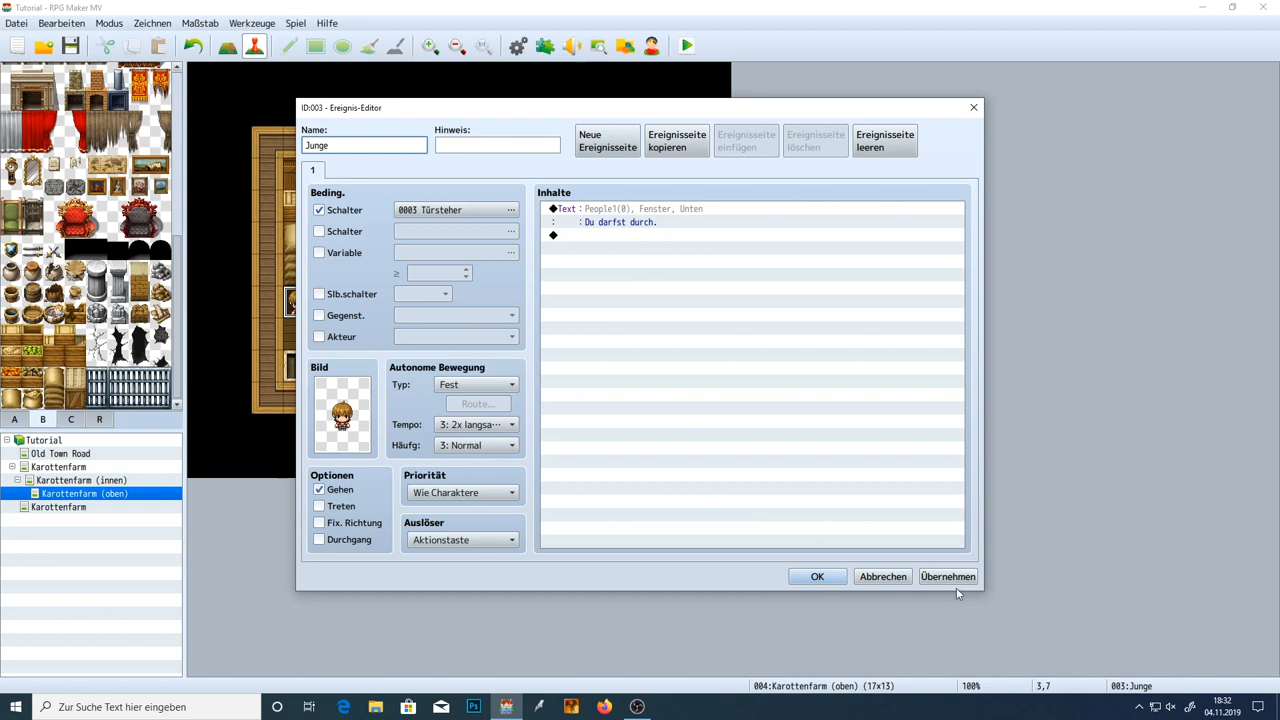 Tutorial - RPG Maker MV
Datei Bearbeiten Modus Zeichnen Maßstab Werkzeuge Spiel Hilfe
ID:003 - Ereignis-Editor
Name:
Hinweis:
Junge
Neue Ereignisseite
Ereignisseite kopieren
Ereignisseite einfügen
Ereignisseite löschen
Ereignisseite leeren
1
Beding.
Schalter 0003 Türsteher ...
Schalter ...
Variable ...
≥
Slb.schalter
Gegenst.
Akteur
Bild
Autonome Bewegung
Typ: Fest
Route...
Tempo: 3: 2x langsa...
Häufg: 3: Normal
Optionen
Gehen
Treten
Fix. Richtung
Durchgang
Priorität
Wie Charaktere
Auslöser
Aktionstaste
Inhalte
◆Text：People1(0), Fenster, Unten
：　　：Du darfst durch.
◆
OK Abbrechen Übernehmen
A B C R
Tutorial
Old Town Road
Karottenfarm
Karottenfarm (innen)
Karottenfarm (oben)
Karottenfarm
004:Karottenfarm (oben) (17x13) 100% 3,7 003:Junge
Zur Suche Text hier eingeben
Ps
18:32
04.11.2019